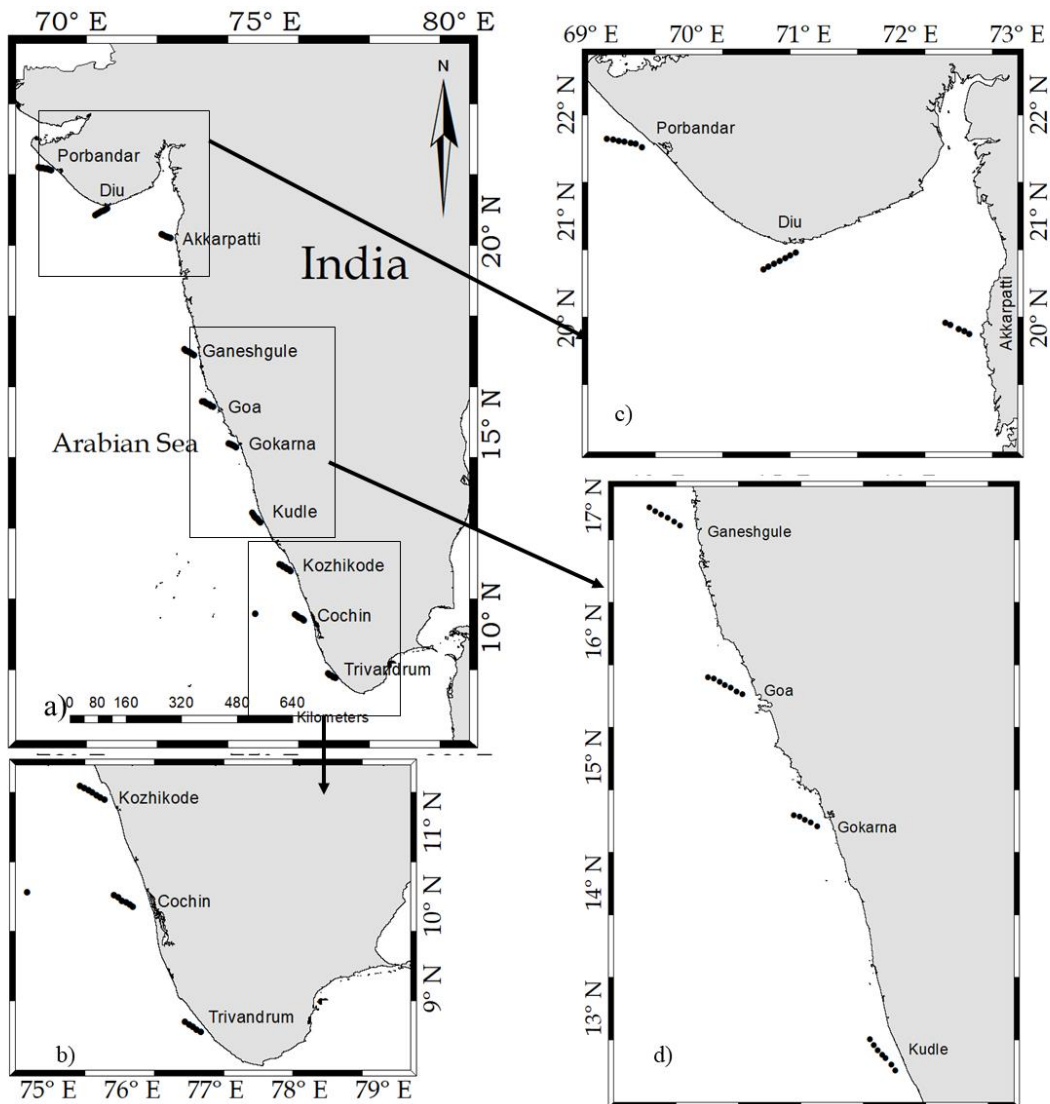 70° E 75° E 80° E
N
Porbandar
Diu
Akkarpatti
20° N
India
Ganeshgule
Goa
15° N
Arabian Sea
Gokarna
Kudle
Kozhikode
Cochin
10° N
Trivandrum
a)
0 80 160 320 480 640
Kilometers
69° E 70° E 71° E 72° E 73° E
22° N
22° N
Porbandar
21° N
21° N
Diu
20° N
20° N
Akkarpatti
c)
11° N
Kozhikode
10° N
Cochin
9° N
Trivandrum
b)
75° E 76° E 77° E 78° E 79° E
17° N
Ganeshgule
16° N
Goa
15° N
Gokarna
14° N
13° N
Kudle
d)